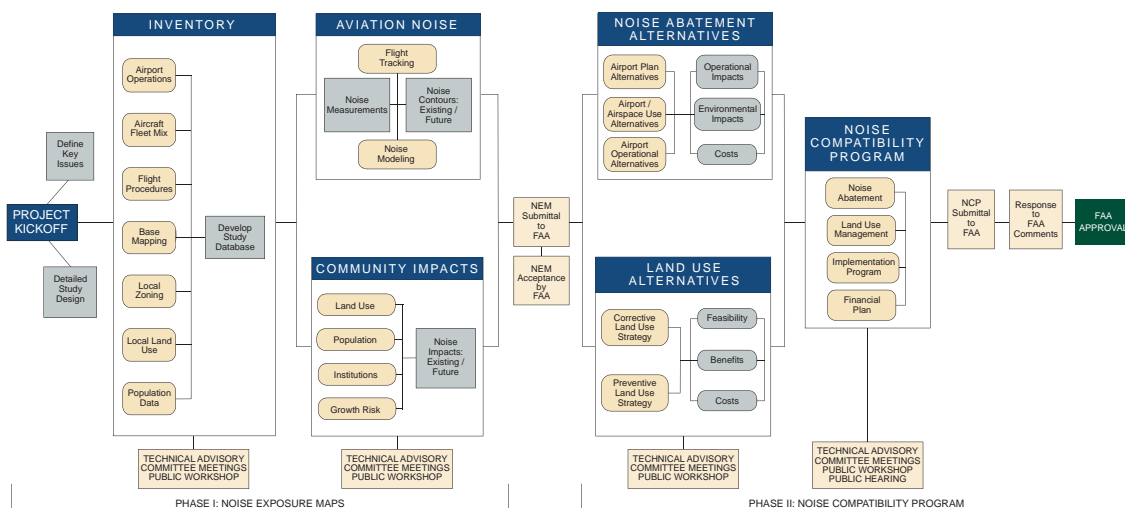 PROJECT
KICKOFF
Define
Key
Issues
Detailed
Study
Design
INVENTORY
Airport
Operations
Aircraft
Fleet Mix
Flight
Procedures
Base
Mapping
Local
Zoning
Local Land
Use
Population
Data
Develop
Study
Database
TECHNICAL ADVISORY
COMMITTEE MEETINGS
PUBLIC WORKSHOP
AVIATION NOISE
Flight
Tracking
Noise
Measurements
Noise
Contours:
Existing /
Future
Noise
Modeling
COMMUNITY IMPACTS
Land Use
Population
Institutions
Growth Risk
Noise
Impacts:
Existing /
Future
TECHNICAL ADVISORY
COMMITTEE MEETINGS
PUBLIC WORKSHOP
NEM
Submittal
to
FAA
NEM
Acceptance
by
FAA
NOISE ABATEMENT
ALTERNATIVES
Airport Plan
Alternatives
Airport /
Airspace Use
Alternatives
Airport
Operational
Alternatives
Operational
Impacts
Environmental
Impacts
Costs
LAND USE
ALTERNATIVES
Corrective
Land Use
Strategy
Preventive
Land Use
Strategy
Feasibility
Benefits
Costs
TECHNICAL ADVISORY
COMMITTEE MEETINGS
PUBLIC WORKSHOP
NOISE
COMPATIBILITY
PROGRAM
Noise
Abatement
Land Use
Management
Implementation
Program
Financial
Plan
TECHNICAL ADVISORY
COMMITTEE MEETINGS
PUBLIC WORKSHOP
PUBLIC HEARING
NCP
Submittal
to
FAA
Response
to
FAA
Comments
FAA
APPROVAL
PHASE I: NOISE EXPOSURE MAPS
PHASE II: NOISE COMPATIBILITY PROGRAM